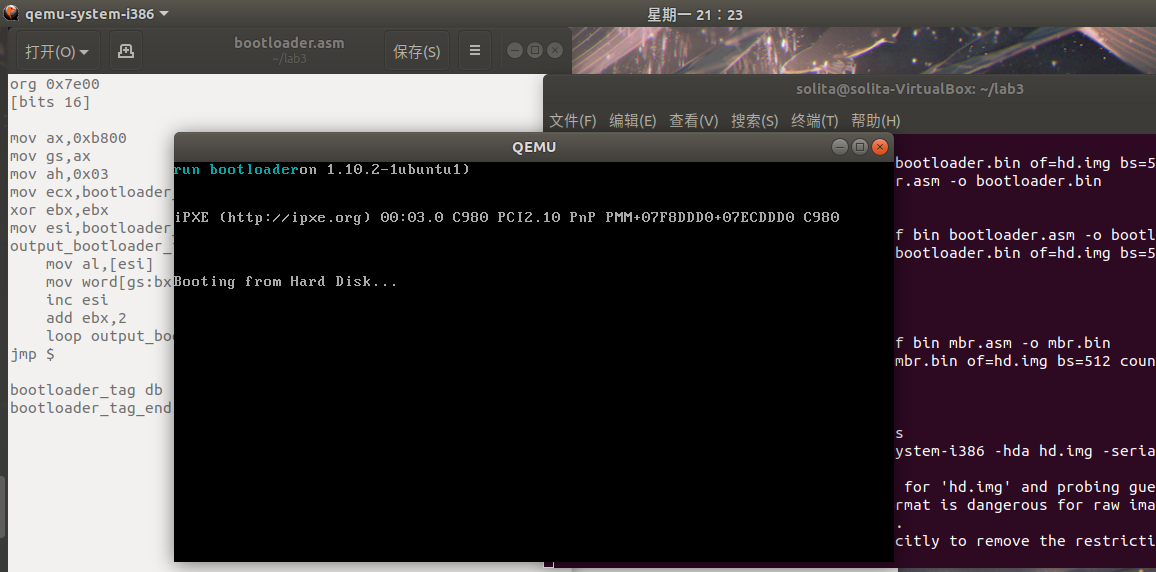 qemu-system-i386
星期一 21：23
打开(O)
bootloader.asm
~/lab3
保存(S)
org 0x7e00
[bits 16]
mov ax,0xb800
mov gs,ax
mov ah,0x03
mov ecx,bootloader_
xor ebx,ebx
mov esi,bootloader_
output_bootloader_
mov al,[esi]
mov word[gs:bx
inc esi
add ebx,2
loop output_boo
jmp $
bootloader_tag db
bootloader_tag_end
solita@solita-VirtualBox: ~/lab3
文件(F) 编辑(E) 查看(V) 搜索(S) 终端(T) 帮助(H)
bootloader.bin of=hd.img bs=5
r.asm -o bootloader.bin
f bin bootloader.asm -o bootl
bootloader.bin of=hd.img bs=5
f bin mbr.asm -o mbr.bin
mbr.bin of=hd.img bs=512 coun
s
ystem-i386 -hda hd.img -seria
for 'hd.img' and probing gue
rmat is dangerous for raw ima
.
citly to remove the restricti
QEMU
run bootloaderon 1.10.2-1ubuntu1)
iPXE (http://ipxe.org) 00:03.0 C980 PCI2.10 PnP PMM+07F8DDD0+07ECDDD0 C980
Booting from Hard Disk...